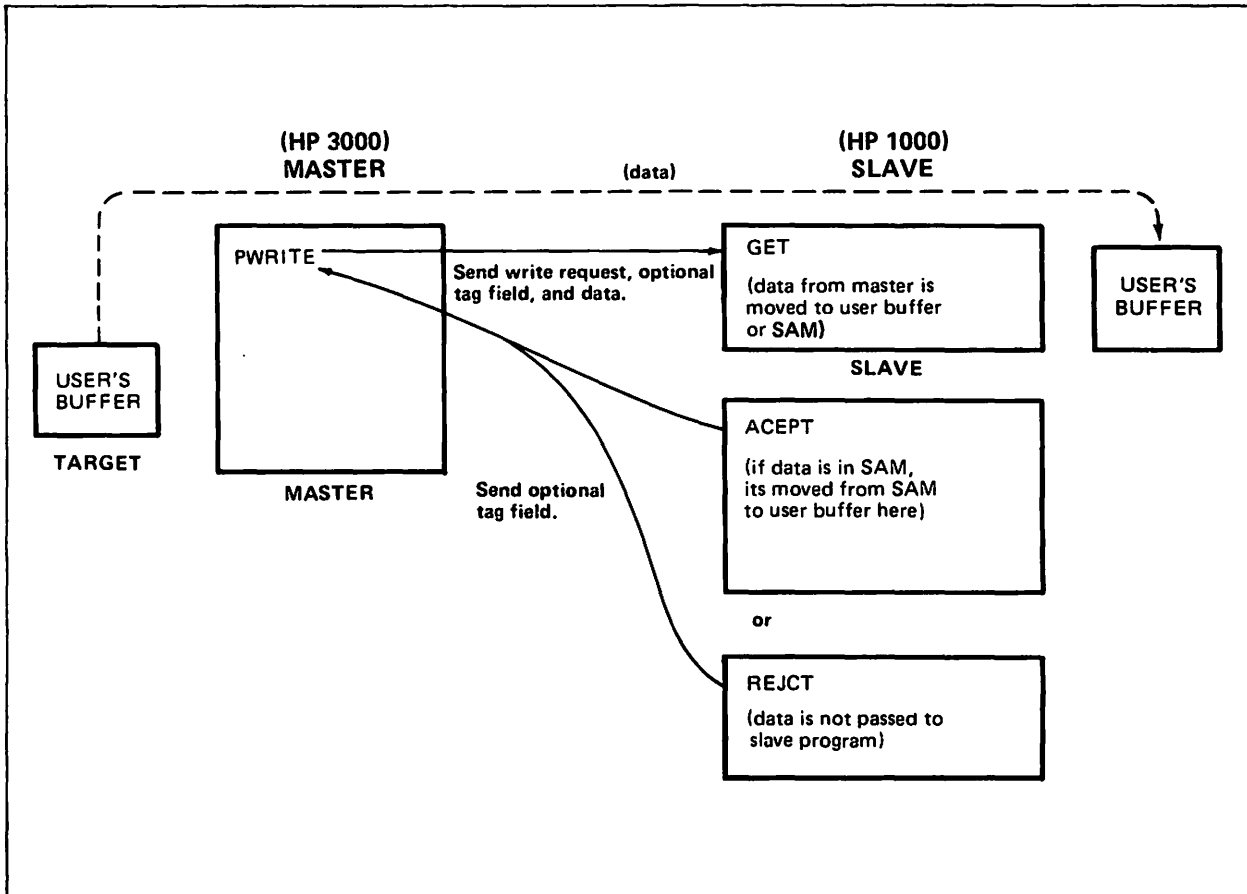 (HP 3000)
MASTER
(HP 1000)
SLAVE
(data)
PWRITE
Send write request, optional
tag field, and data.
GET
(data from master is
moved to user buffer
or SAM)
USER'S
BUFFER
SLAVE
USER'S
BUFFER
TARGET
MASTER
ACEPT
(if data is in SAM,
its moved from SAM
to user buffer here)
Send optional
tag field.
or
REJCT
(data is not passed to
slave program)